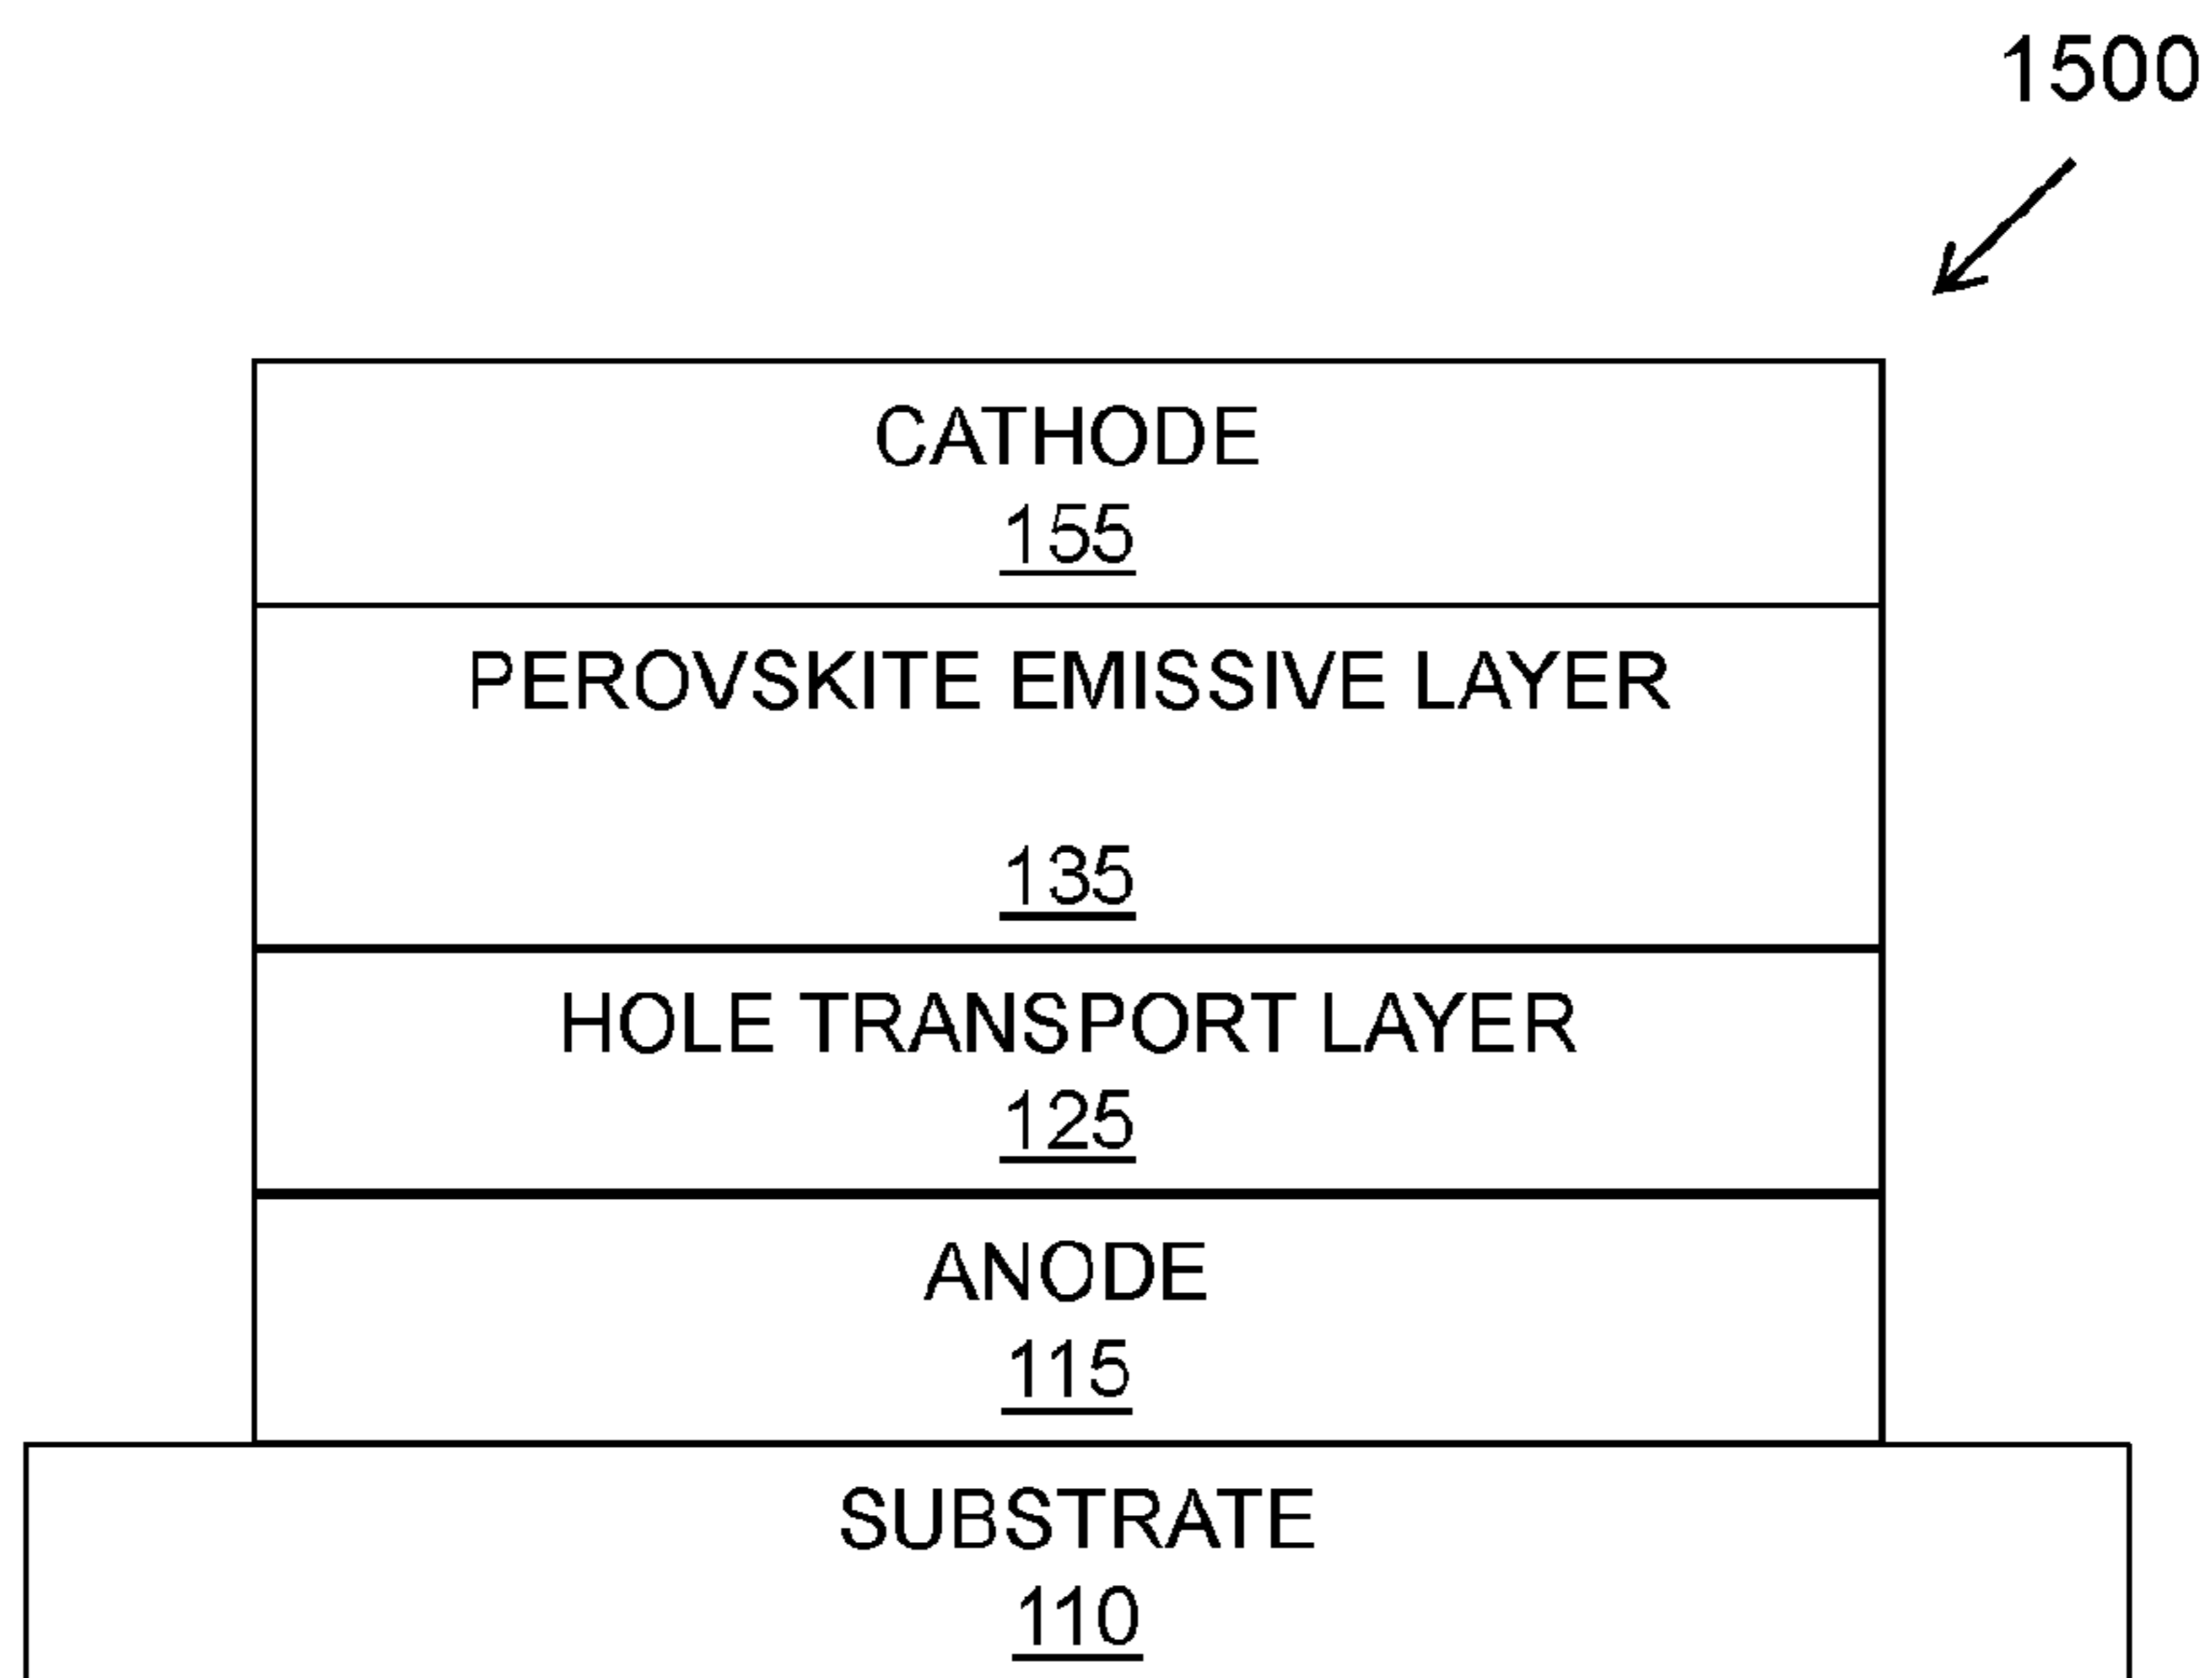 1500
CATHODE
155
PEROVSKITE EMISSIVE LAYER
135
HOLE TRANSPORT LAYER
125
ANODE
115
SUBSTRATE
110